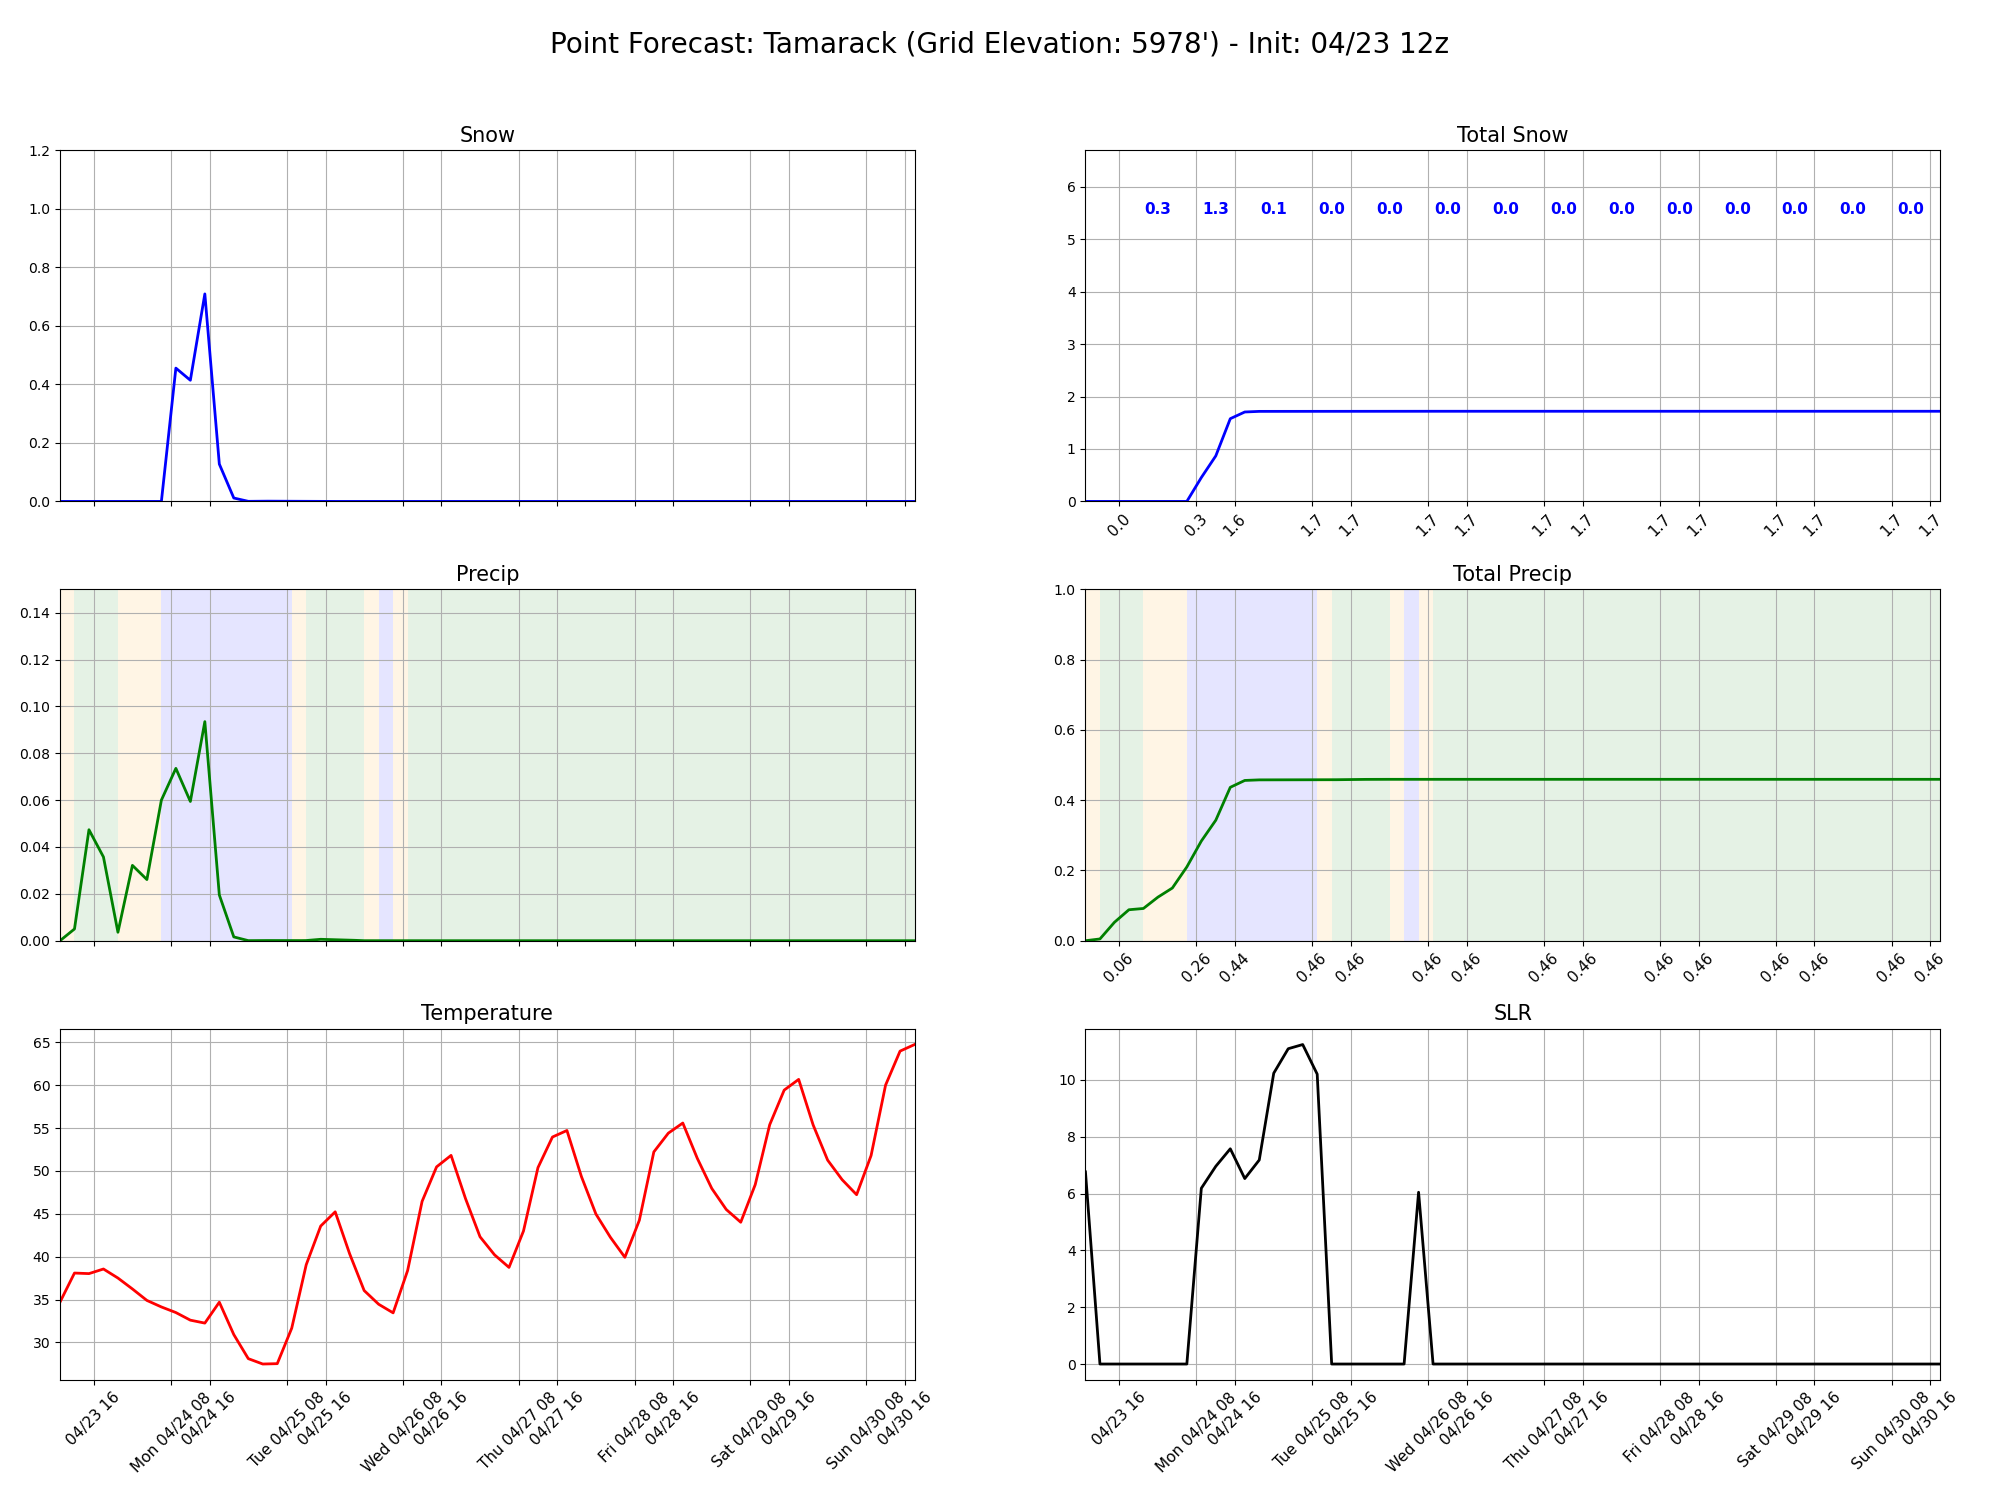 Point Forecast: Tamarack (Grid Elevation: 5978') - Init: 04/23 12z
Snow
1.2
1.0
0.8
0.6
0.4
0.2
0.0
Total Snow
6
5
4
3
2
1
0
0.3 1.3 0.1 0.0 0.0 0.0 0.0 0.0 0.0 0.0 0.0 0.0 0.0 0.0
0.0 0.3 1.6 1.7 1.7 1.7 1.7 1.7 1.7 1.7 1.7 1.7 1.7 1.7 1.7
Precip
0.14
0.12
0.10
0.08
0.06
0.04
0.02
0.00
Total Precip
1.0
0.8
0.6
0.4
0.2
0.0
0.06 0.26 0.44 0.46 0.46 0.46 0.46 0.46 0.46 0.46 0.46 0.46 0.46 0.46 0.46
Temperature
65
60
55
50
45
40
35
30
04/23 16
Mon 04/24 08
04/24 16
Tue 04/25 08
04/25 16
Wed 04/26 08
04/26 16
Thu 04/27 08
04/27 16
Fri 04/28 08
04/28 16
Sat 04/29 08
04/29 16
Sun 04/30 08
04/30 16
SLR
10
8
6
4
2
0
04/23 16
Mon 04/24 08
04/24 16
Tue 04/25 08
04/25 16
Wed 04/26 08
04/26 16
Thu 04/27 08
04/27 16
Fri 04/28 08
04/28 16
Sat 04/29 08
04/29 16
Sun 04/30 08
04/30 16